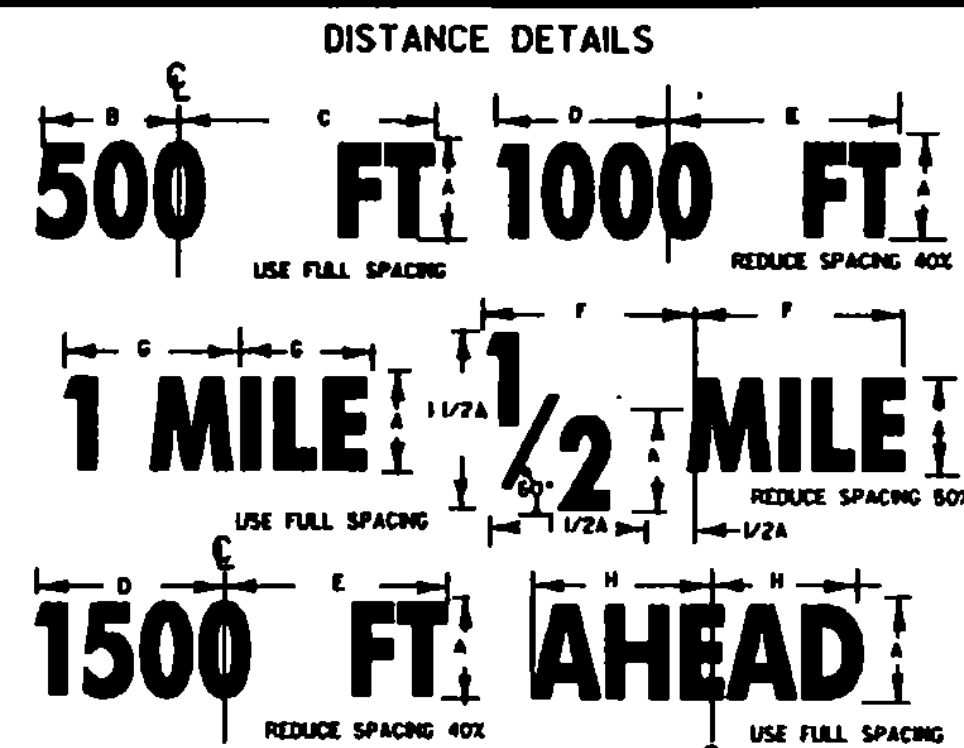 DISTANCE DETAILS
℄
B C D E
500 FT A 1000 FT A
USE FULL SPACING
REDUCE SPACING 40%
G G F F
1 MILE A
1 1/2A 1/2 A MILE A
60°
USE FULL SPACING
1 1/2A
REDUCE SPACING 50%
1/2A
℄
D E H H
1500 FT A AHEAD A
REDUCE SPACING 40%
USE FULL SPACING